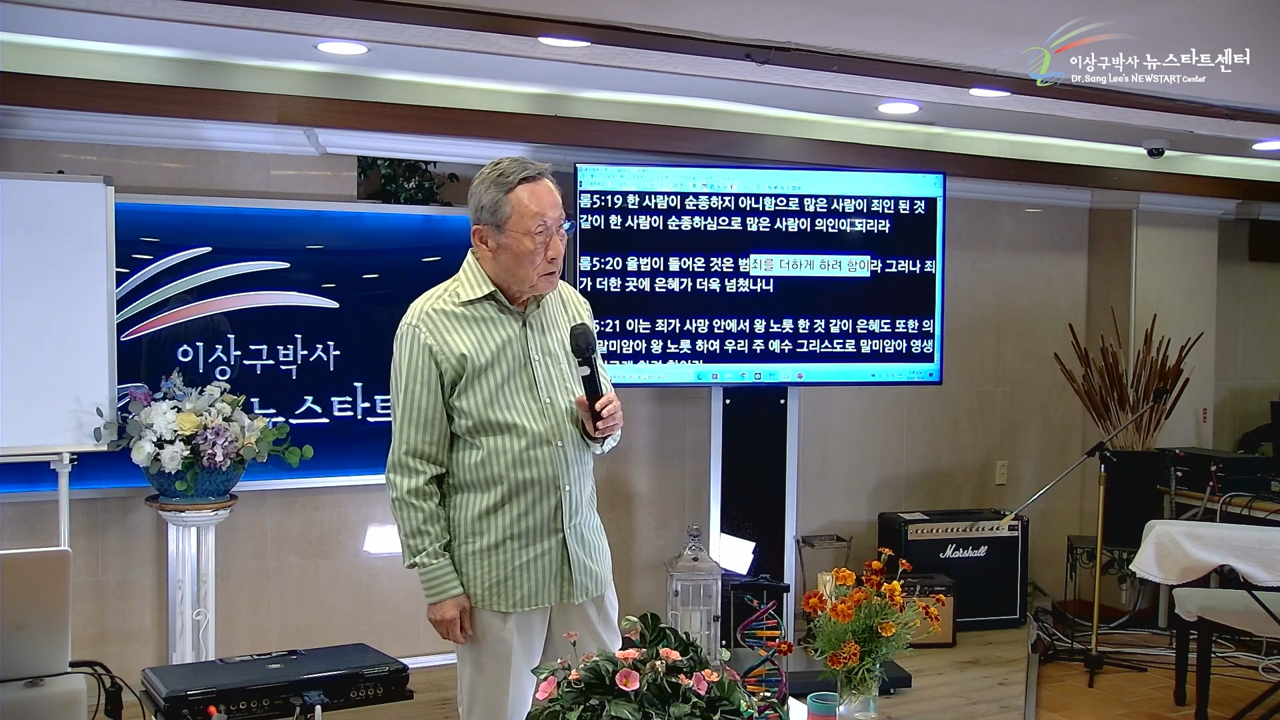 이상구박사 뉴스타트센터
Dr. Sang Lee's NEWSTART Center
롬5:19 한 사람이 순종하지 아니함으로 많은 사람이 죄인 된 것
같이 한 사람이 순종하심으로 많은 사람이 의인이 되리라
롬5:20 율법이 들어온 것은 범죄를 더하게 하려 함이라 그러나 죄
가 더한 곳에 은혜가 더욱 넘쳤나니
5:21 이는 죄가 사망 안에서 왕 노릇 한 것 같이 은혜도 또한 의
말미암아 왕 노릇 하여 우리 주 예수 그리스도로 말미암아 영생
이상구박사
뉴스타트
Marshall